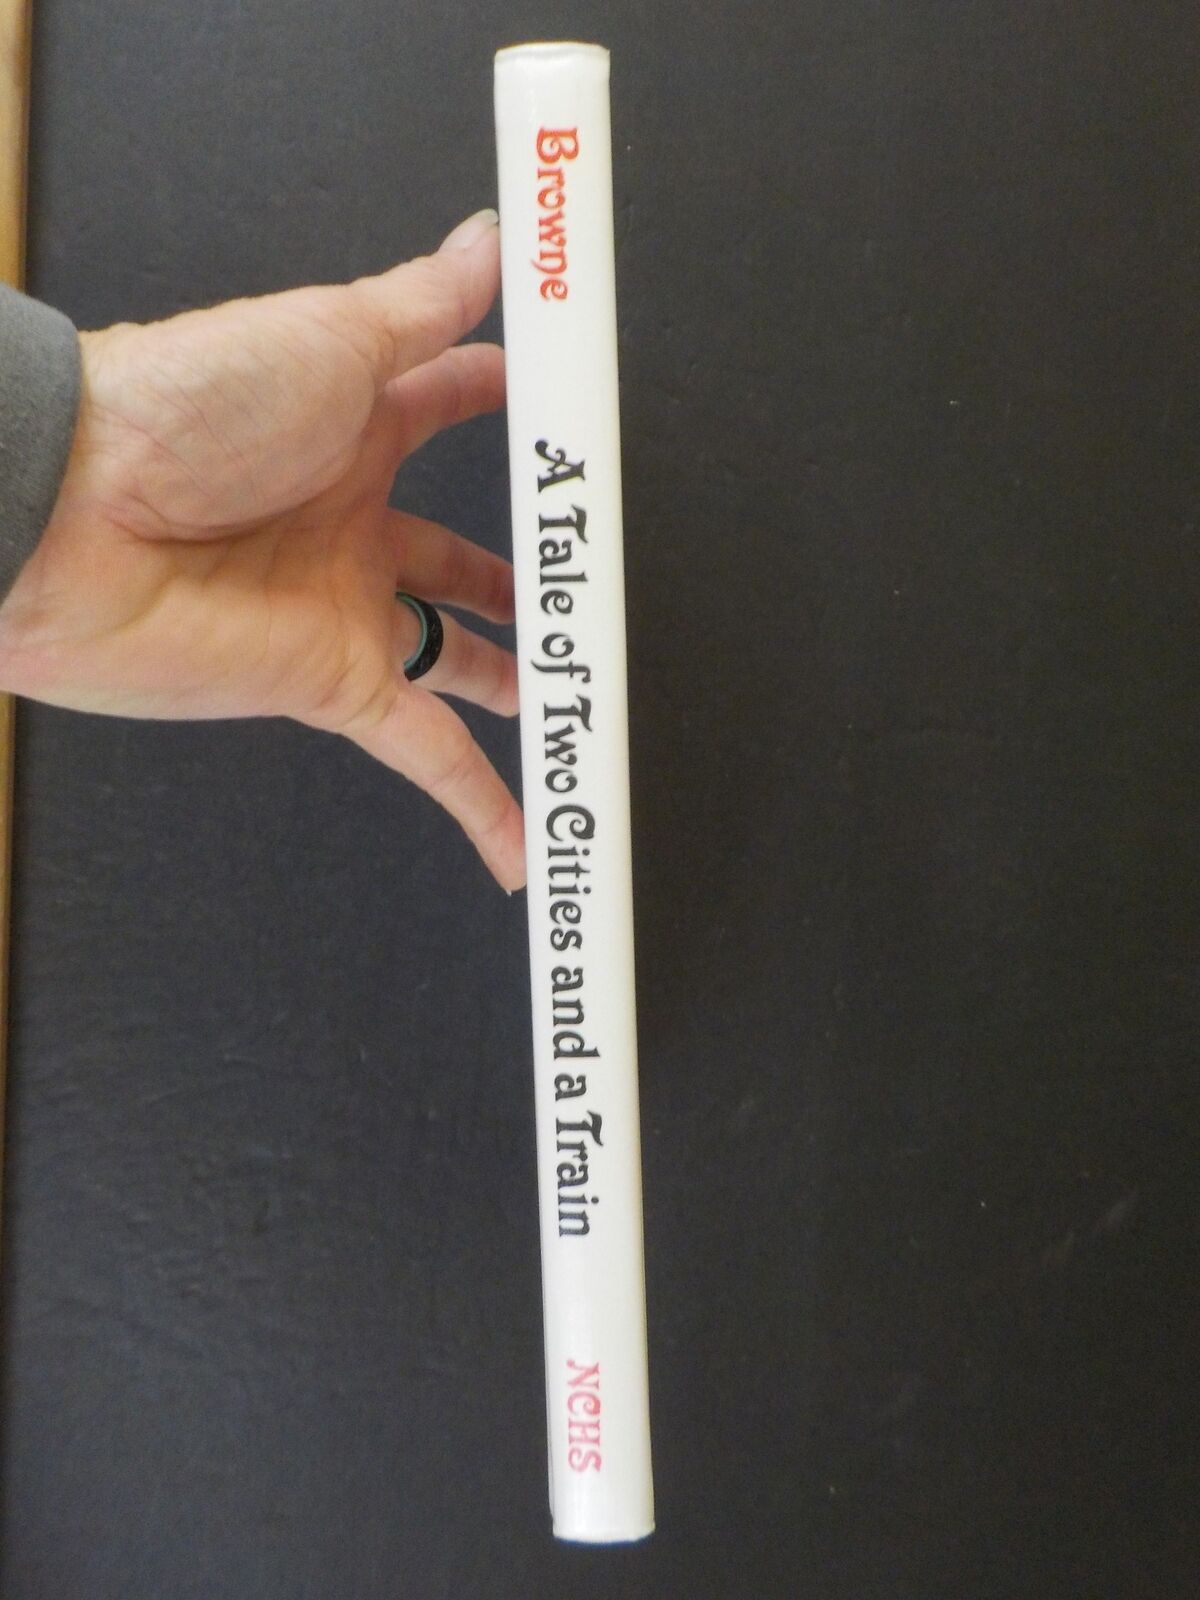 Browne
A Tale of Two Cities and a Train
NCHS